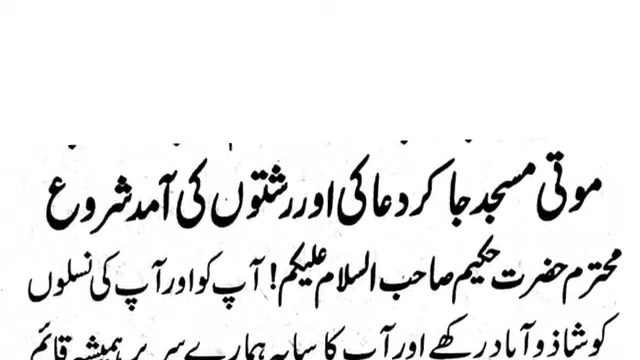 موتی مسجد جا کر دعا کی اور رشتوں کی آمد شروع
محترم حضرت حکیم صاحب السلام علیکم! آپ کو اور آپ کی نسلوں
کو شاذ و آباد رکھے اور آپ کا سایہ ہمارے سر پر ہمیشہ قائم